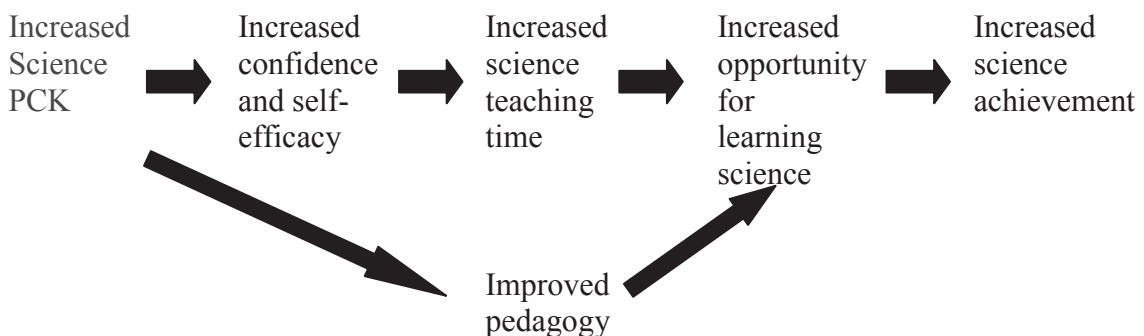 Increased
Science
PCK
Increased
confidence
and self-
efficacy
Increased
science
teaching
time
Increased
opportunity
for
learning
science
Increased
science
achievement
Improved
pedagogy